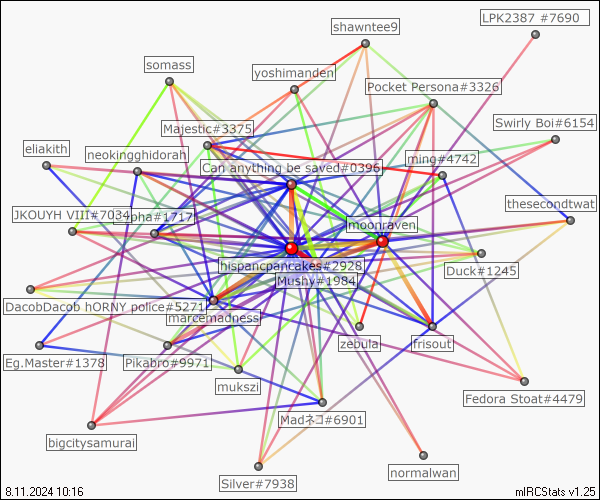 LPK2387 #7690
shawntee9
somass
yoshimanden
Pocket Persona#3326
Swirly Boi#6154
Majestic#3375
eliakith
neokingghidorah
ming#4742
Can anything be saved#0396
thesecondtwat
JKOUYH VIII#7034
pha#1717
moonraven
hispancpancakes#2928
Duck#1245
Mushy#1984
DacobDacob hORNY police#5271
marcemadness
zebula
frisout
Eg.Master#1378
Pikabro#9971
mukszi
Fedora Stoat#4479
Madネコ#6901
bigcitysamurai
normalwan
Silver#7938
8.11.2024 10:16
mIRCStats v1.25